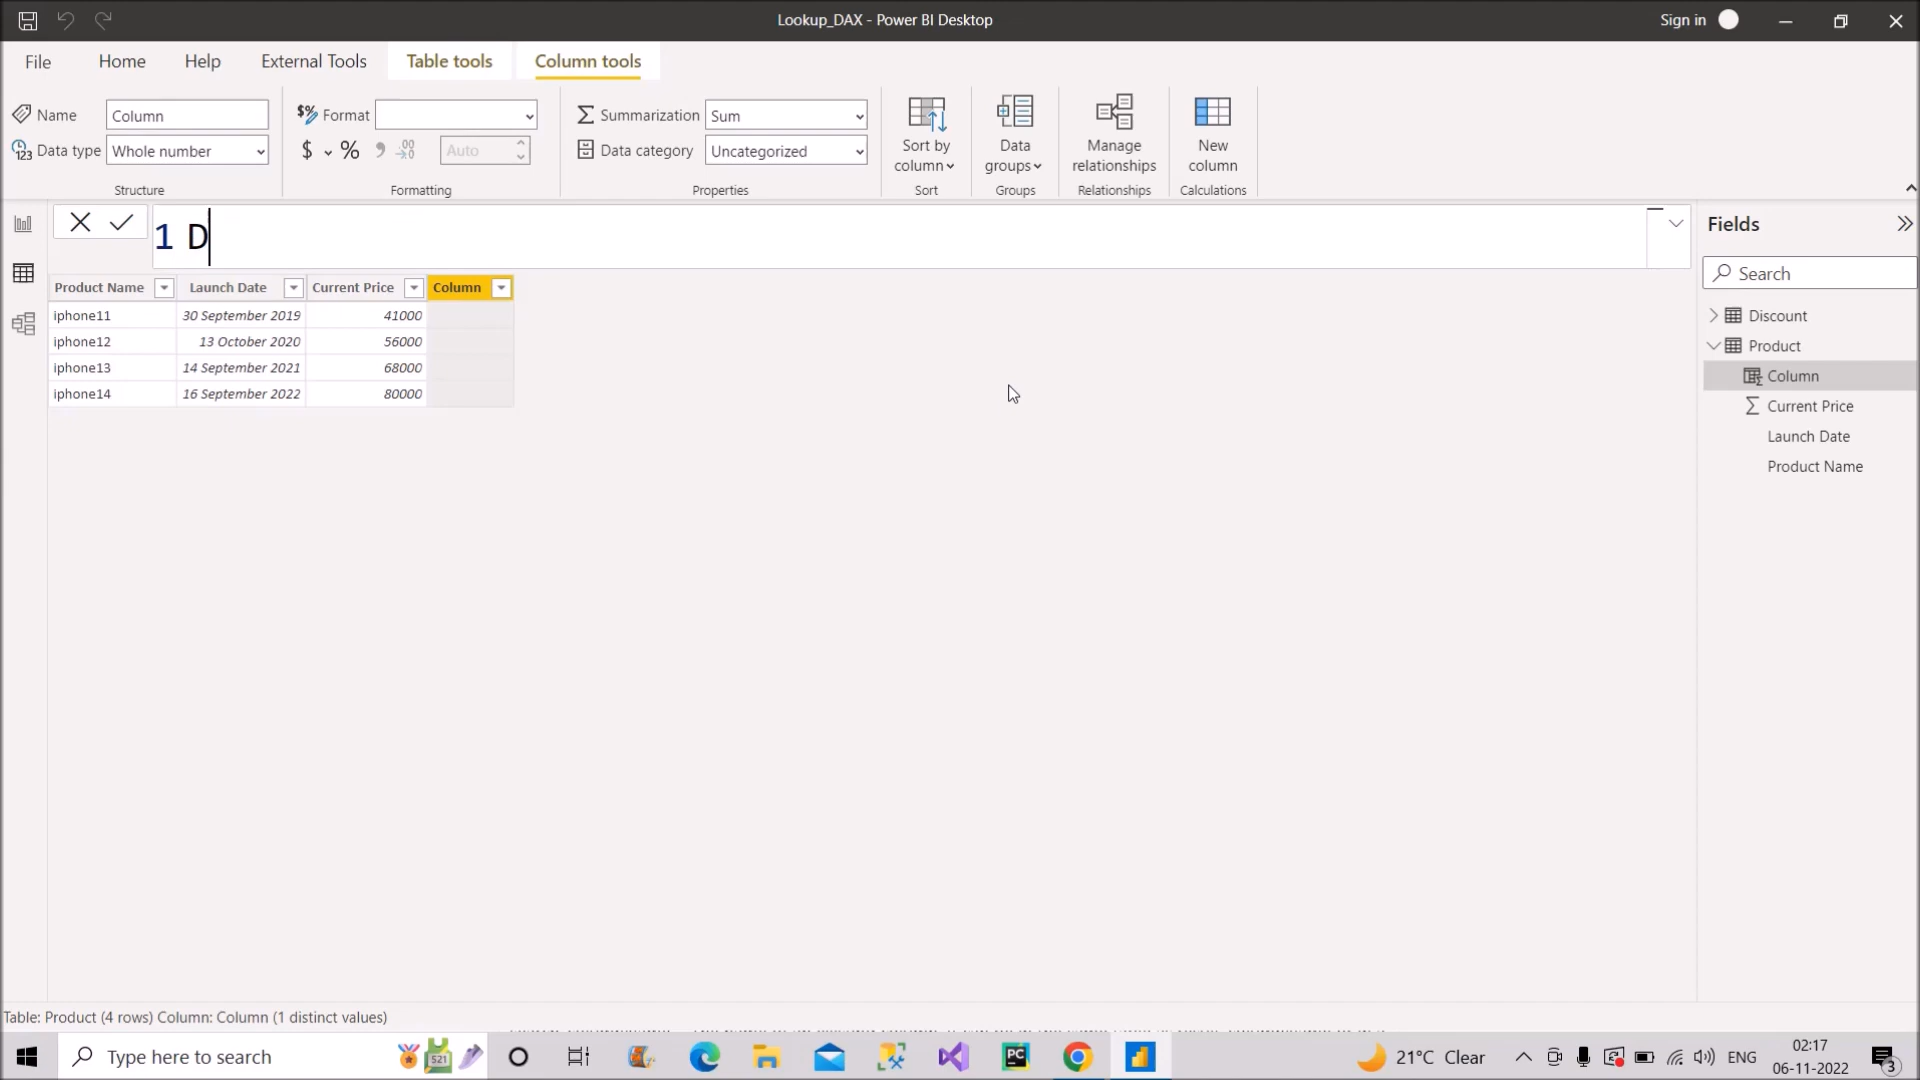 Lookup_DAX - Power BI Desktop
Sign in
File Home Help External Tools Table tools Column tools
Name Column
Data type Whole number
Structure
Format
$ % Auto
Formatting
Summarization Sum
Data category Uncategorized
Properties
Sort by column
Sort
Data groups
Groups
Manage relationships
Relationships
New column
Calculations
1 D
Product Name Launch Date Current Price Column
iphone11 30 September 2019 41000
iphone12 13 October 2020 56000
iphone13 14 September 2021 68000
iphone14 16 September 2022 80000
Fields
Search
Discount
Product
Column
Current Price
Launch Date
Product Name
Table: Product (4 rows) Column: Column (1 distinct values)
Type here to search
521
PC
21°C Clear
ENG
02:17
06-11-2022
3